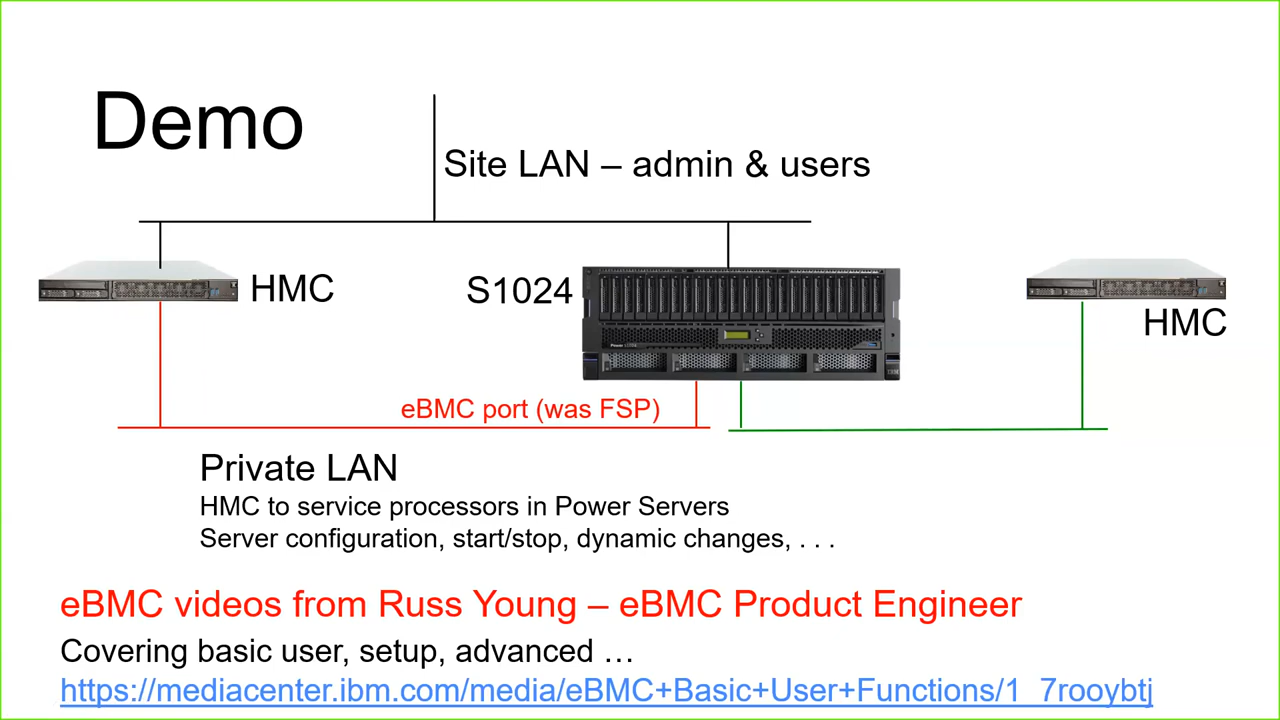 Demo
Site LAN – admin & users
HMC
S1024
HMC
eBMC port (was FSP)
Private LAN
HMC to service processors in Power Servers
Server configuration, start/stop, dynamic changes, . . .
eBMC videos from Russ Young – eBMC Product Engineer
Covering basic user, setup, advanced …
https://mediacenter.ibm.com/media/eBMC+Basic+User+Functions/1_7rooybtj